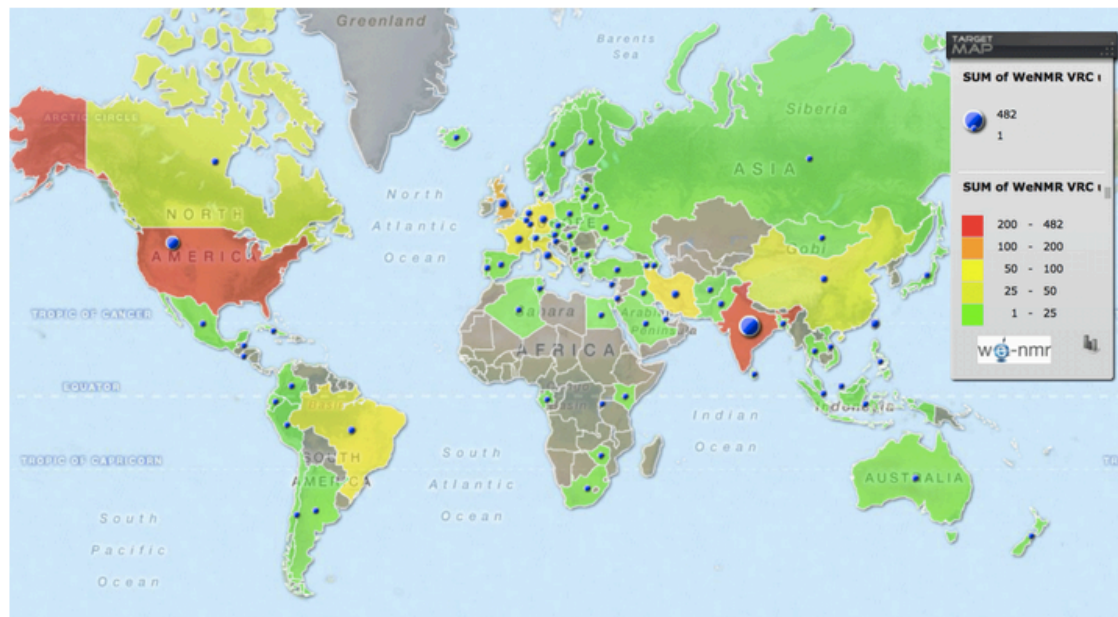 Greenland
Barents
Sea
ARCTIC CIRCLE
Siberia
ASIA
NORTH
AMERICA
North
Atlantic
Ocean
Gobi
TROPIC OF CANCER
Sahara
Arabian
Peninsula
AFRICA
EQUATOR
Indonesia
Indian
Ocean
TROPIC OF CAPRICORN
SOUTH
AMERICA
South
Atlantic
Ocean
AUSTRALIA
South
Pacific
Ocean
TARGET
MAP
SUM of WeNMR VRC
482
1
SUM of WeNMR VRC
200 - 482
100 - 200
50 - 100
25 - 50
1 - 25
we-nmr